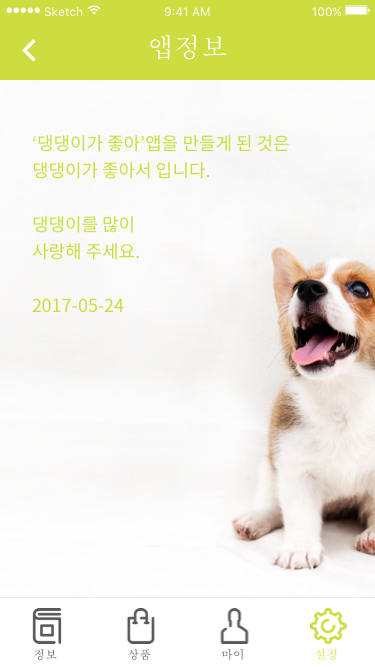 Sketch 9:41 AM 100%
앱정보
‘댕댕이가 좋아’앱을 만들게 된 것은
댕댕이가 좋아서 입니다.
댕댕이를 많이
사랑해 주세요.
2017-05-24
정보 상품 마이 설정